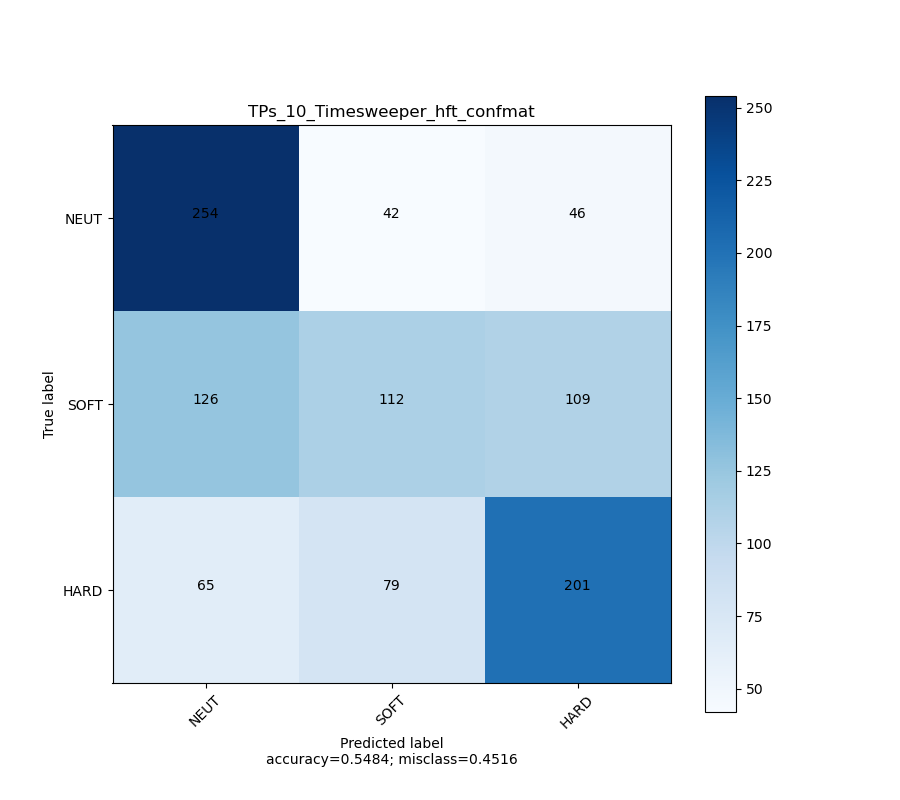 TPs_10_Timesweeper_hft_confmat
NEUT 254 42 46
SOFT 126 112 109
HARD 65 79 201
NEUT SOFT HARD
True label
Predicted label
accuracy=0.5484; misclass=0.4516
250
225
200
175
150
125
100
75
50